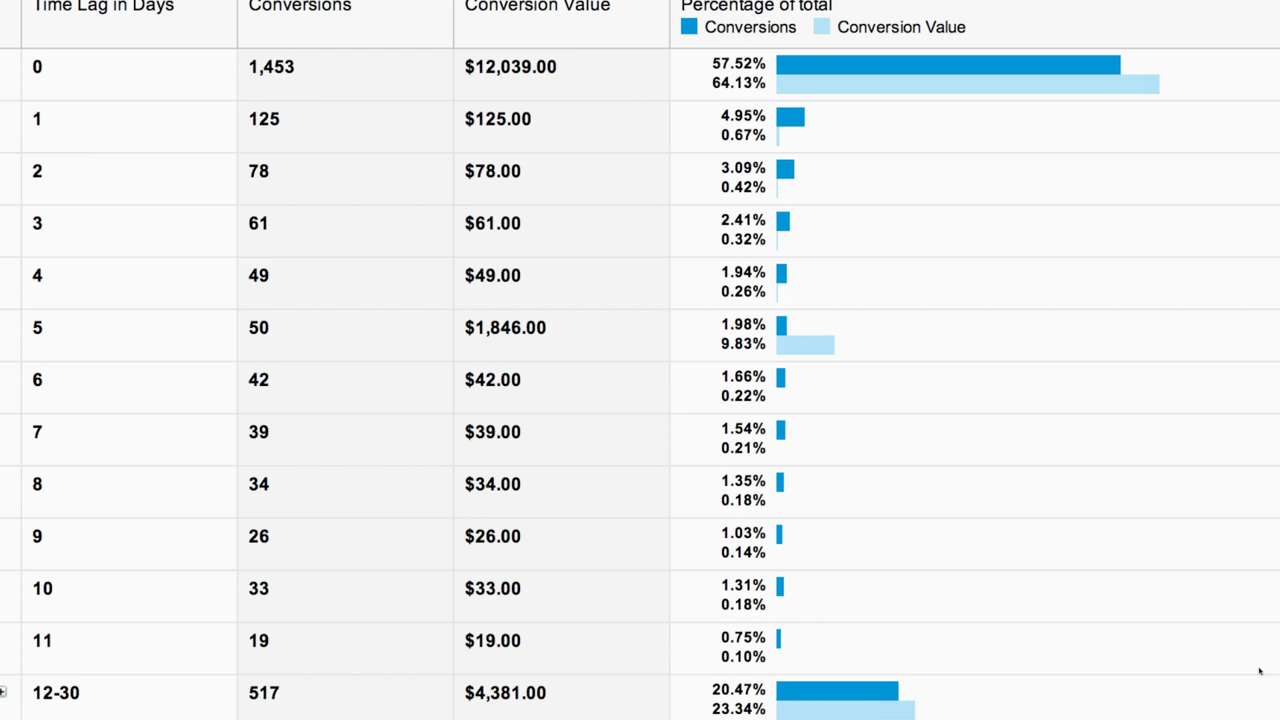 Time Lag in Days Conversions Conversion Value Percentage of total
Conversions Conversion Value
0 1,453 $12,039.00 57.52%
64.13%
1 125 $125.00 4.95%
0.67%
2 78 $78.00 3.09%
0.42%
3 61 $61.00 2.41%
0.32%
4 49 $49.00 1.94%
0.26%
5 50 $1,846.00 1.98%
9.83%
6 42 $42.00 1.66%
0.22%
7 39 $39.00 1.54%
0.21%
8 34 $34.00 1.35%
0.18%
9 26 $26.00 1.03%
0.14%
10 33 $33.00 1.31%
0.18%
11 19 $19.00 0.75%
0.10%
12-30 517 $4,381.00 20.47%
23.34%